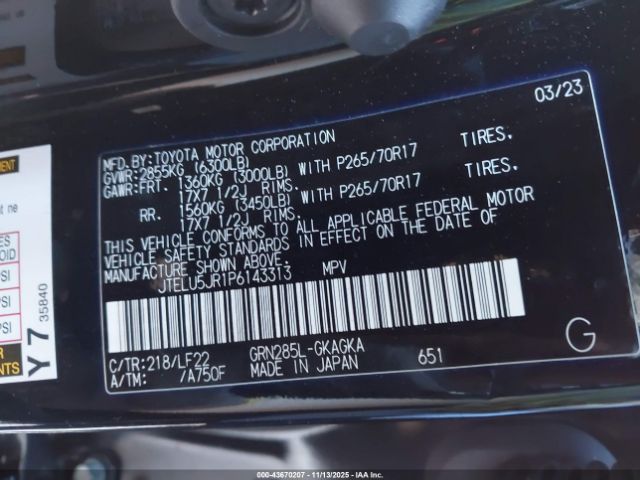 03/23
MFD.BY:TOYOTA MOTOR CORPORATION
GVWR:2855KG (6300LB)
GAWR:FRT. 1360KG (3000LB) WITH P265/70R17 TIRES.
17X7 1/2J RIMS.
RR. 1560KG (3450LB) WITH P265/70R17 TIRES.
17X7 1/2J RIMS.
THIS VEHICLE CONFORMS TO ALL APPLICABLE FEDERAL MOTOR
VEHICLE SAFETY STANDARDS IN EFFECT ON THE DATE OF
MANUFACTURE SHOWN ABOVE.
JTELU5JR1P6143313 MPV
C/TR:218/LF22 GRN285L-GKAGKA 651 G
A/TM: /A750F MADE IN JAPAN
Y 7
35840
000-43670207 - 11/13/2025 - IAAI.COM